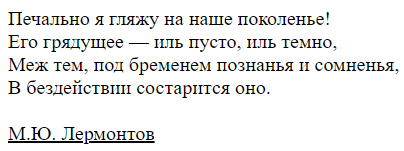 Печально я гляжу на наше поколенье!
Его грядущее — иль пусто, иль темно,
Меж тем, под бременем познанья и сомненья,
В бездействии состарится оно.
М.Ю. Лермонтов